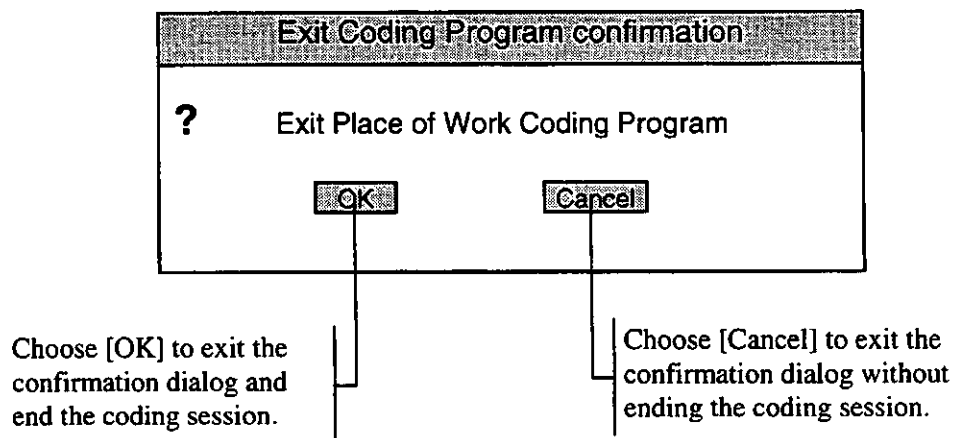 Exit Coding Program confirmation
? Exit Place of Work Coding Program
OK Cancel
Choose [OK] to exit the
confirmation dialog and
end the coding session.
Choose [Cancel] to exit the
confirmation dialog without
ending the coding session.